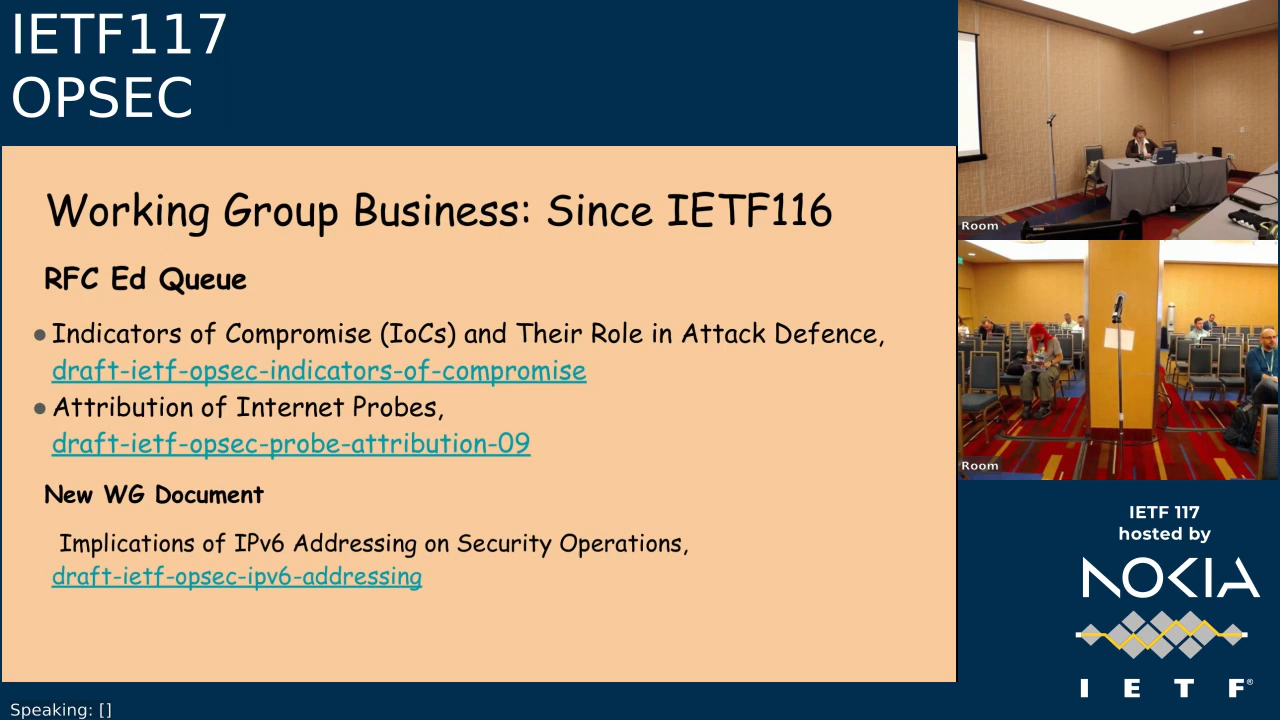 IETF117
OPSEC
Working Group Business: Since IETF116
RFC Ed Queue
Indicators of Compromise (IoCs) and Their Role in Attack Defence,
draft-ietf-opsec-indicators-of-compromise
Attribution of Internet Probes,
draft-ietf-opsec-probe-attribution-09
New WG Document
Implications of IPv6 Addressing on Security Operations,
draft-ietf-opsec-ipv6-addressing
Room
Room
IETF 117
hosted by
NOKIA
I E T F®
Speaking: []